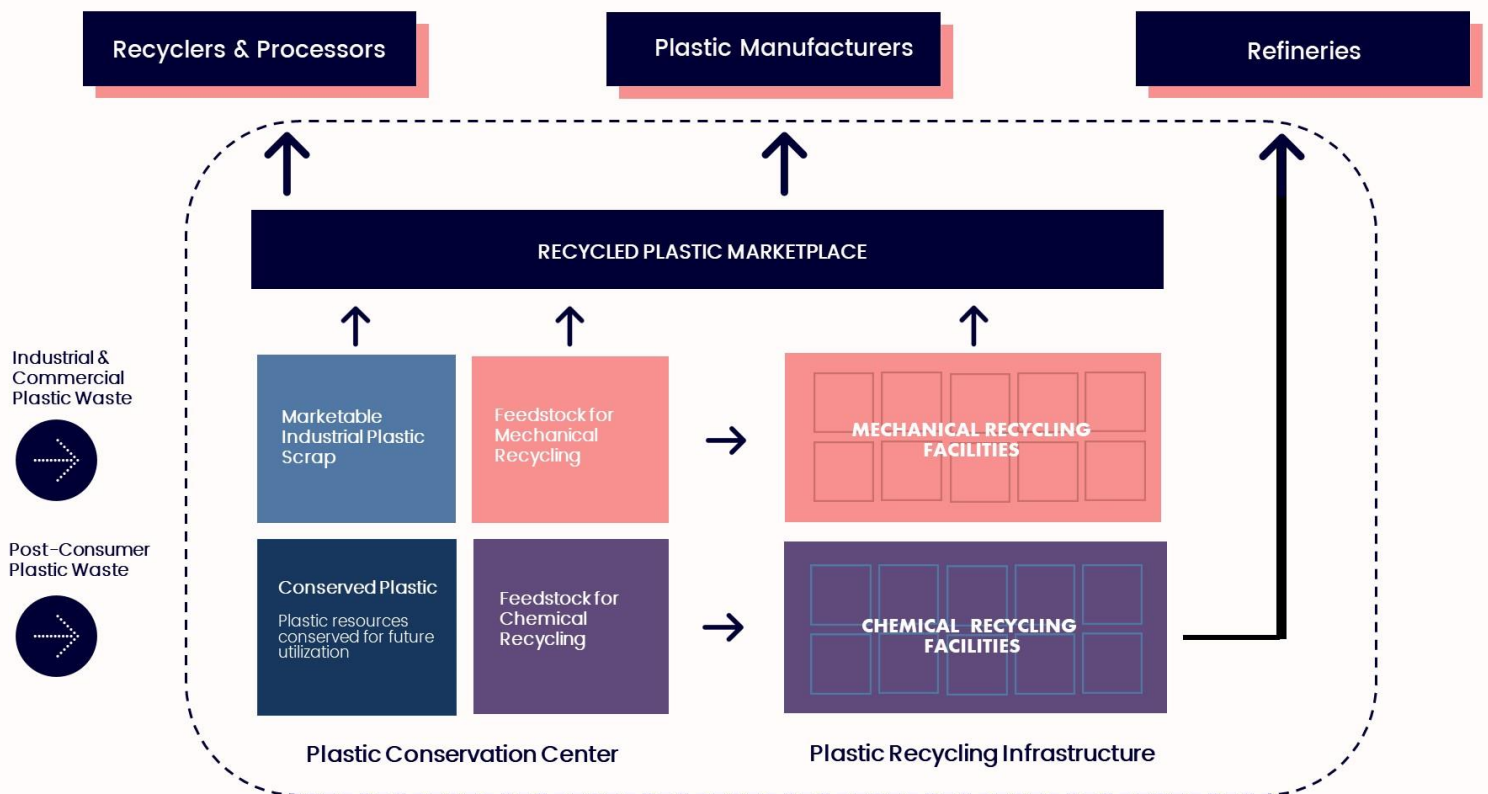 Recyclers & Processors
Plastic Manufacturers
Refineries
RECYCLED PLASTIC MARKETPLACE
Industrial &
Commercial
Plastic Waste
Marketable
Industrial Plastic
Scrap
Feedstock for
Mechanical
Recycling
MECHANICAL RECYCLING
FACILITIES
Post-Consumer
Plastic Waste
Conserved Plastic
Plastic resources
conserved for future
utilization
Feedstock for
Chemical
Recycling
CHEMICAL RECYCLING
FACILITIES
Plastic Conservation Center
Plastic Recycling Infrastructure